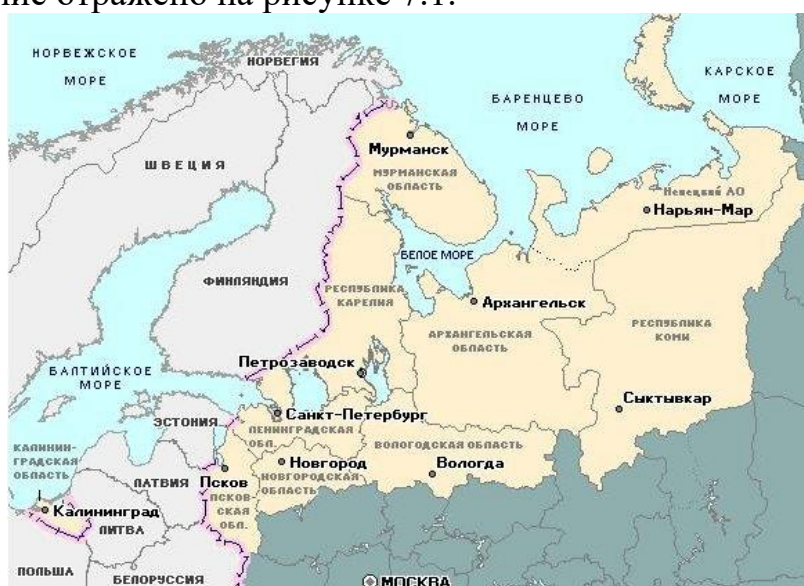 ние отражено на рисунке 7.1.
НОРВЕЖСКОЕ
МОРЕ
НОРВЕГИЯ
БАРЕНЦЕВО
МОРЕ
КАРСКОЕ
МОРЕ
ШВЕЦИЯ
Мурманск
МУРМАНСКАЯ
ОБЛАСТЬ
Ненецкий АО
Нарьян-Мар
БЕЛОЕ МОРЕ
ФИНЛЯНДИЯ
РЕСПУБЛИКА
КАРЕЛИЯ
Архангельск
АРХАНГЕЛЬСКАЯ
ОБЛАСТЬ
РЕСПУБЛИКА
КОМИ
Петрозаводск
БАЛТИЙСКОЕ
МОРЕ
Сыктывкар
ЭСТОНИЯ
Санкт-Петербург
ЛЕНИНГРАДСКАЯ
ОБЛ.
ВОЛОГОДСКАЯ ОБЛАСТЬ
КАЛИНИН-
ГРАДСКАЯ
ОБЛАСТЬ
ЛАТВИЯ
Псков
ПСКОВ
СКАЯ
ОБЛ.
Новгород
НОВГОРОДСКАЯ
ОБЛАСТЬ
Вологда
Калининград
ЛИТВА
ПОЛЬША
БЕЛОРУССИЯ
МОСКВА